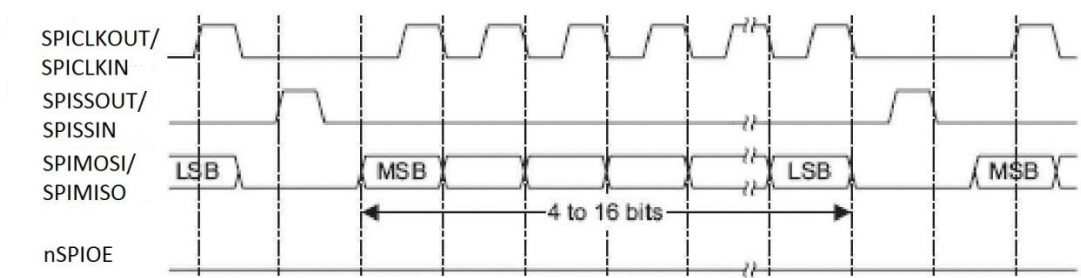 SPICLKOUT/
SPICLKIN
SPISSOUT/
SPISSIN
SPIMOSI/
SPIMISO
LSB MSB LSB MSB
4 to 16 bits
nSPIOE